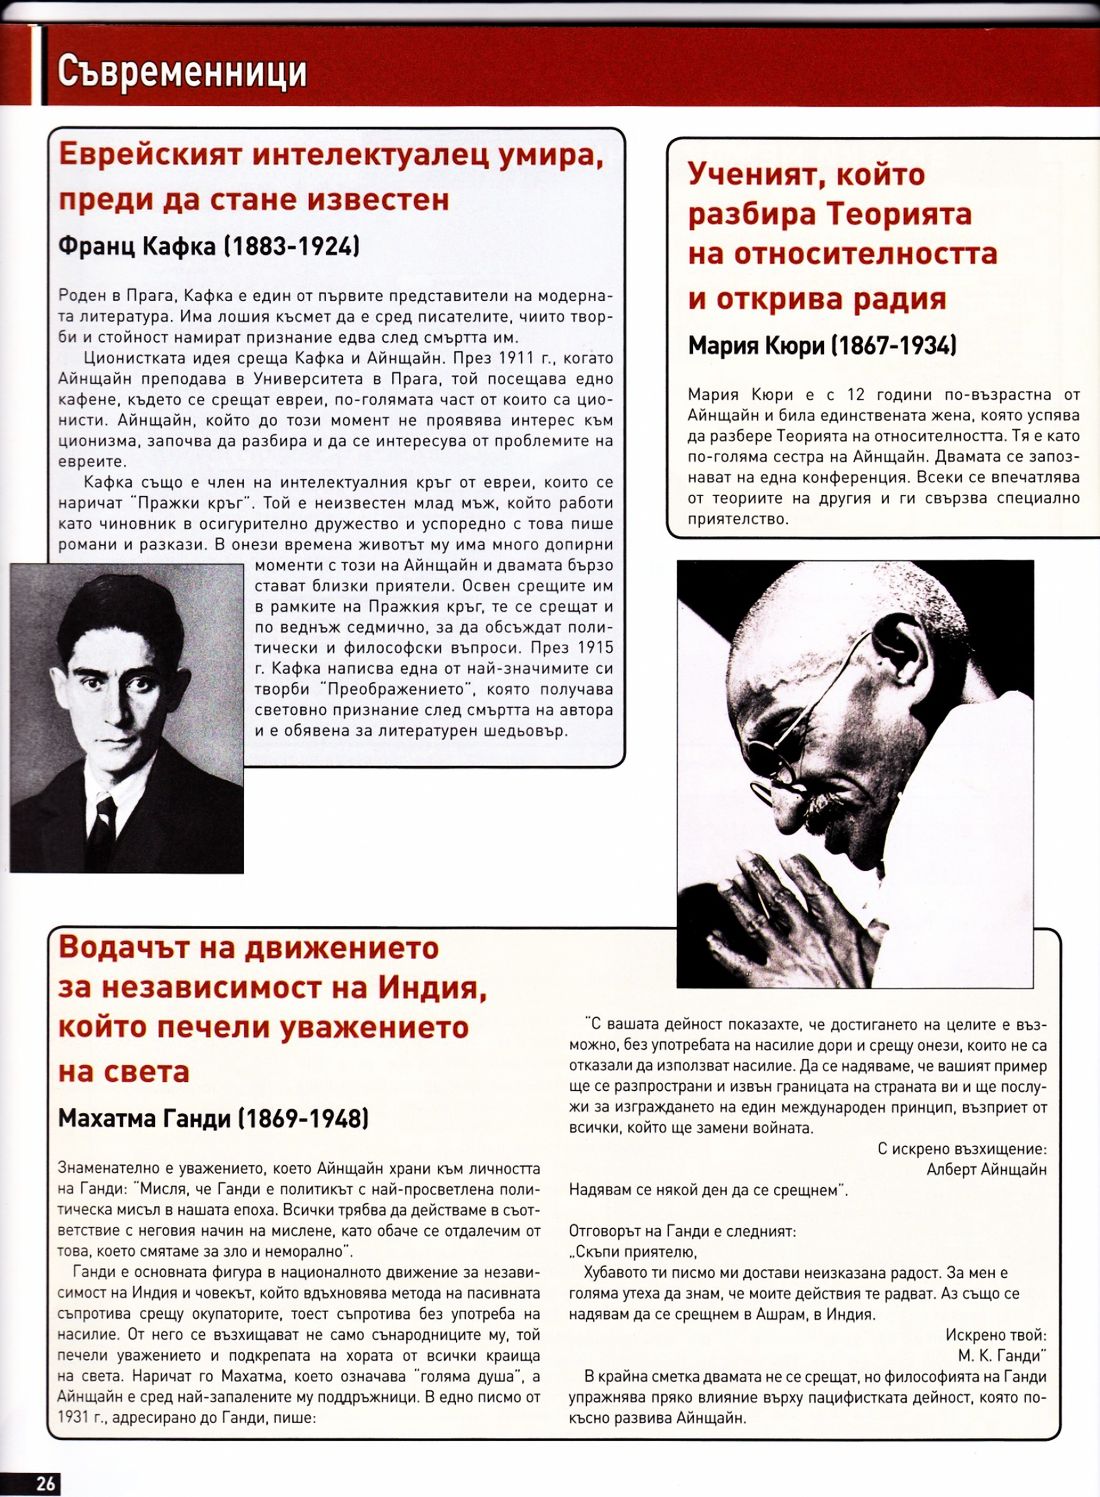 Съвременници
Еврейският интелектуалец умира,
преди да стане известен
Франц Кафка (1883-1924)
Роден в Прага, Кафка е един от първите представители на модерна-
та литература. Има лошия късмет да е сред писателите, чиито твор-
би и стойност намират признание едва след смъртта им.
Ционистката идея среща Кафка и Айнщайн. През 1911 г., когато
Айнщайн преподава в Университета в Прага, той посещава едно
кафене, където се срещат евреи, по-голямата част от които са цио-
нисти. Айнщайн, който до този момент не проявява интерес към
ционизма, започва да разбира и да се интересува от проблемите на
евреите.
Кафка също е член на интелектуалния кръг от евреи, които се
наричат "Пражки кръг". Той е неизвестен млад мъж, който работи
като чиновник в осигурително дружество и успоредно с това пише
романи и разкази. В онези времена животът му има много допирни
моменти с този на Айнщайн и двамата бързо
стават близки приятели. Освен срещите им
в рамките на Пражкия кръг, те се срещат и
по веднъж седмично, за да обсъждат поли-
тически и философски въпроси. През 1915
г. Кафка написва една от най-значимите си
творби "Преображението", която получава
световно признание след смъртта на автора
и е обявена за литературен шедьовър.
Ученият, който
разбира Теорията
на относителността
и открива радия
Мария Кюри (1867-1934)
Мария Кюри е с 12 години по-възрастна от
Айнщайн и била единствената жена, която успява
да разбере Теорията на относителността. Тя е като
по-голяма сестра на Айнщайн. Двамата се запоз-
нават на една конференция. Всеки се впечатлява
от теориите на другия и ги свързва специално
приятелство.
Водачът на движението
за независимост на Индия,
който печели уважението
на света
Махатма Ганди (1869-1948)
Знаменателно е уважението, което Айнщайн храни към личността
на Ганди: "Мисля, че Ганди е политикът с най-просветлена поли-
тическа мисъл в нашата епоха. Всички трябва да действаме в съот-
ветствие с неговия начин на мислене, като обаче се отдалечим от
това, което смятаме за зло и неморално".
Ганди е основната фигура в националното движение за незави-
симост на Индия и човекът, който вдъхновява метода на пасивната
съпротива срещу окупаторите, тоест съпротива без употреба на
насилие. От него се възхищават не само сънародниците му, той
печели уважението и подкрепата на хората от всички краища
на света. Наричат го Махатма, което означава "голяма душа", а
Айнщайн е сред най-запалените му поддръжници. В едно писмо от
1931 г., адресирано до Ганди, пише:
"С вашата дейност показахте, че достигането на целите е въз-
можно, без употребата на насилие дори и срещу онези, които не са
отказали да използват насилие. Да се надяваме, че вашият пример
ще се разпространи и извън границата на страната ви и ще послу-
жи за изграждането на един международен принцип, възприет от
всички, който ще замени войната.
С искрено възхищение:
Алберт Айнщайн
Надявам се някой ден да се срещнем".
Отговорът на Ганди е следният:
„Скъпи приятелю,
Хубавото ти писмо ми достави неизказана радост. За мен е
голяма утеха да знам, че моите действия те радват. Аз също се
надявам да се срещнем в Ашрам, в Индия.
Искрено твой:
М. К. Ганди"
В крайна сметка двамата не се срещат, но философията на Ганди
упражнява пряко влияние върху пацифистката дейност, която по-
късно развива Айнщайн.
26